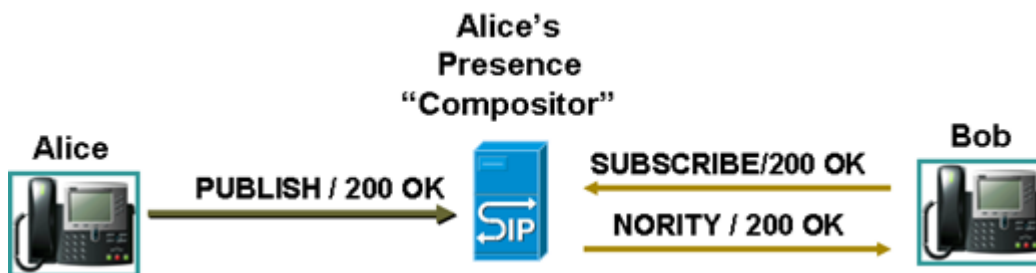 Alice's
Presence
"Compositor"
Alice
Bob
PUBLISH / 200 OK
SUBSCRIBE/200 OK
NORITY / 200 OK
SIP